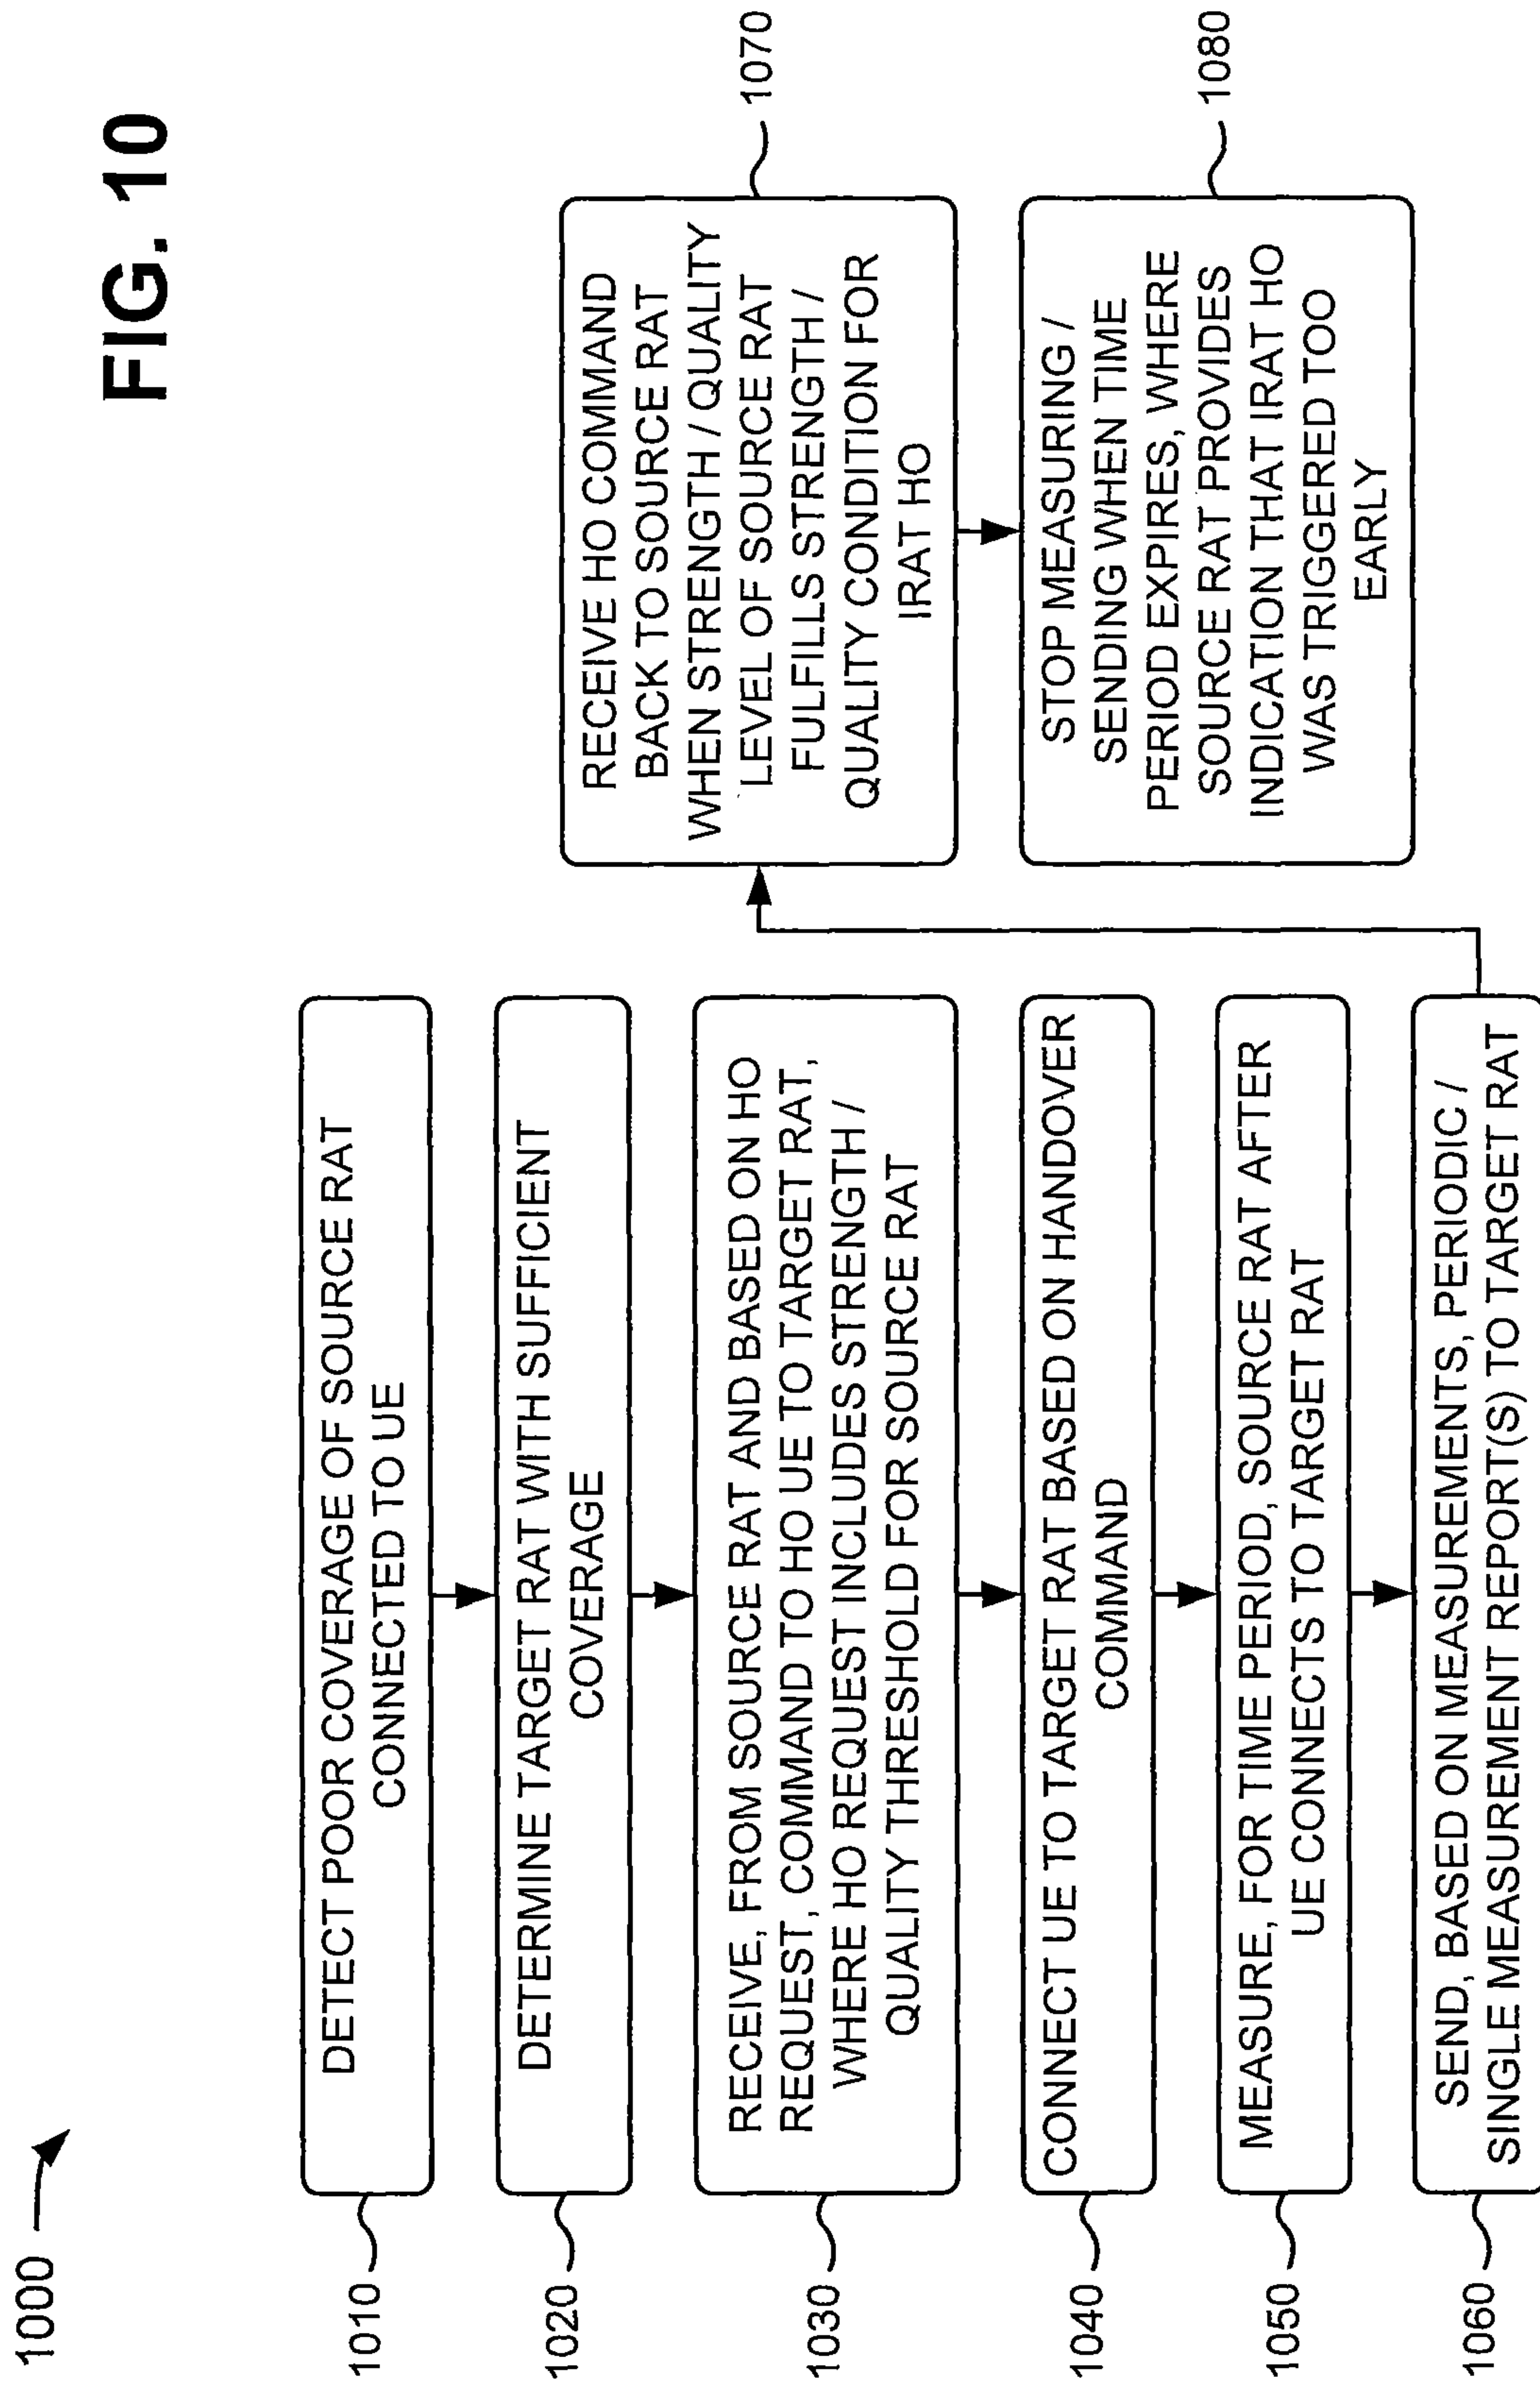 FIG. 10
1000
1010
DETECT POOR COVERAGE OF SOURCE RAT
CONNECTED TO UE
1020
DETERMINE TARGET RAT WITH SUFFICIENT
COVERAGE
1030
RECEIVE, FROM SOURCE RAT AND BASED ON HO
REQUEST, COMMAND TO HO UE TO TARGET RAT,
WHERE HO REQUEST INCLUDES STRENGTH /
QUALITY THRESHOLD FOR SOURCE RAT
1040
CONNECT UE TO TARGET RAT BASED ON HANDOVER
COMMAND
1050
MEASURE, FOR TIME PERIOD, SOURCE RAT AFTER
UE CONNECTS TO TARGET RAT
1060
SEND, BASED ON MEASUREMENTS, PERIODIC /
SINGLE MEASUREMENT REPORT(S) TO TARGET RAT
1070
RECEIVE HO COMMAND
BACK TO SOURCE RAT
WHEN STRENGTH / QUALITY
LEVEL OF SOURCE RAT
FULFILLS STRENGTH /
QUALITY CONDITION FOR
IRAT HO
1080
STOP MEASURING /
SENDING WHEN TIME
PERIOD EXPIRES, WHERE
SOURCE RAT PROVIDES
INDICATION THAT IRAT HO
WAS TRIGGERED TOO
EARLY